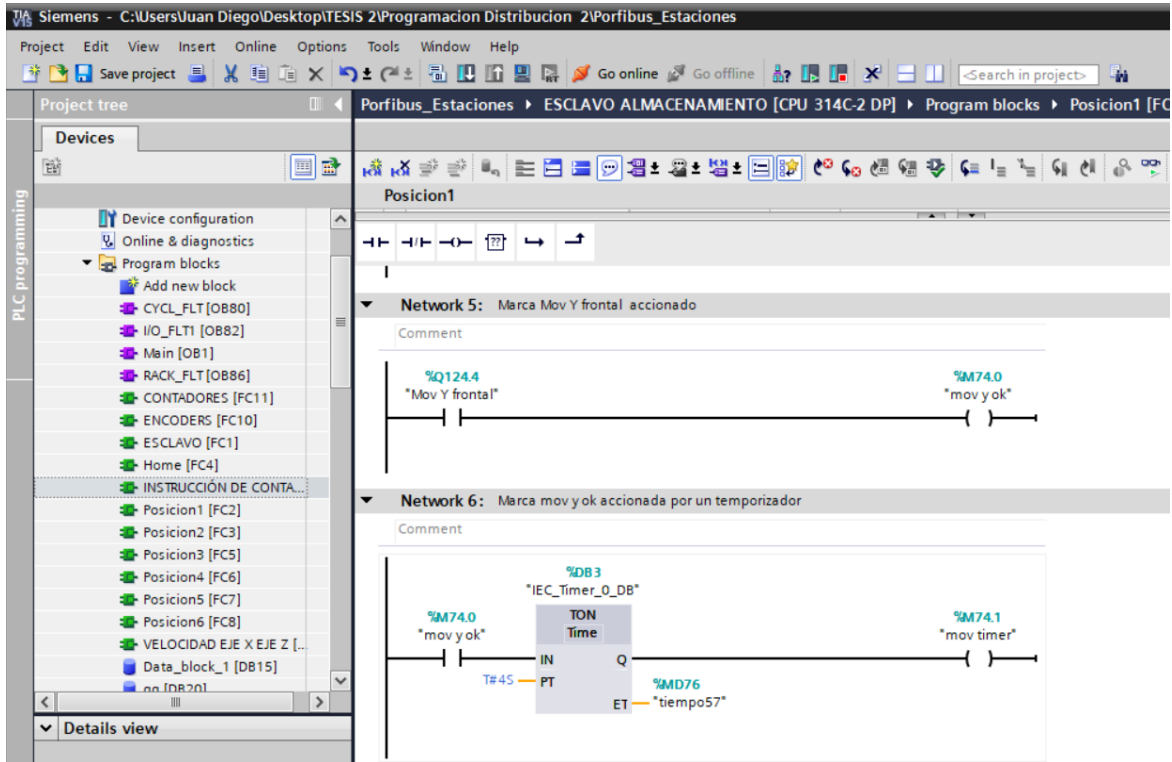 TIA V15 Siemens - C:\Users\Juan Diego\Desktop\TESIS 2\Programacion Distribucion 2\Porfibus_Estaciones
Project Edit View Insert Online Options Tools Window Help
Save project Go online Go offline <Search in project>
Project tree
Porfibus_Estaciones ▸ ESCLAVO ALMACENAMIENTO [CPU 314C-2 DP] ▸ Program blocks ▸ Posicion1 [FC
Devices
PLC programming
Device configuration
Online & diagnostics
Program blocks
Add new block
CYCL_FLT [OB80]
I/O_FLT1 [OB82]
Main [OB1]
RACK_FLT [OB86]
CONTADORES [FC11]
ENCODERS [FC10]
ESCLAVO [FC1]
Home [FC4]
INSTRUCCIÓN DE CONTA...
Posicion1 [FC2]
Posicion2 [FC3]
Posicion3 [FC5]
Posicion4 [FC6]
Posicion5 [FC7]
Posicion6 [FC8]
VELOCIDAD EJE X EJE Z [...
Data_block_1 [DB15]
Details view
Posicion1
??
Network 5: Marca Mov Y frontal accionado
Comment
%Q124.4
"Mov Y frontal"
%M74.0
"mov y ok"
Network 6: Marca mov y ok accionada por un temporizador
Comment
%DB3
"IEC_Timer_0_DB"
%M74.0
"mov y ok"
TON
Time
%M74.1
"mov timer"
IN Q
T#4S PT
%MD76
ET "tiempo57"